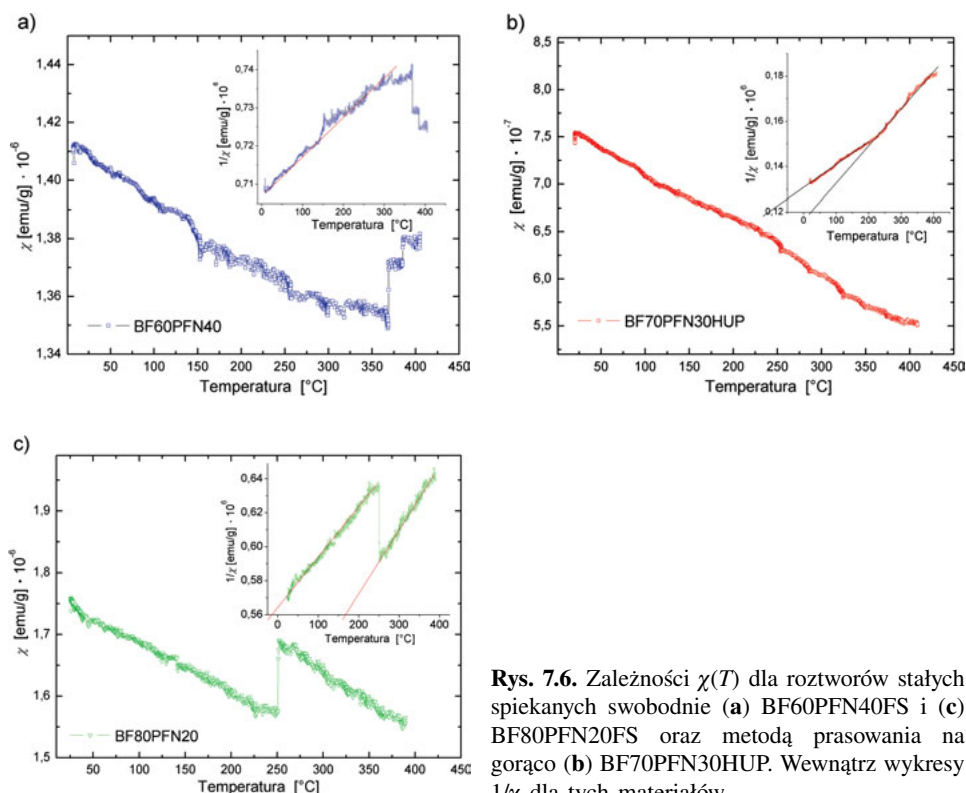 a)
1,44
1,42
1,40
1,38
1,36
1,34
χ [emu/g] · 10⁻⁶
0 50 100 150 200 250 300 350 400 450
Temperatura [°C]
BF60PFN40
0,74
0,73
0,72
0,71
1/χ [emu/g] · 10⁶
0 100 200 300 400
Temperatura [°C]
b)
8,5
8,0
7,5
7,0
6,5
6,0
5,5
χ [emu/g] · 10⁻⁷
50 100 150 200 250 300 350 400 450
Temperatura [°C]
BF70PFN30HUP
0,18
0,16
0,14
0,12
1/χ [emu/g] · 10⁶
0 100 200 300 400
Temperatura [°C]
c)
1,9
1,8
1,7
1,6
1,5
χ [emu/g] · 10⁻⁶
50 100 150 200 250 300 350 400 450
Temperatura [°C]
BF80PFN20
0,64
0,62
0,60
0,58
0,56
1/χ [emu/g] · 10⁶
0 100 200 300 400
Temperatura [°C]
Rys. 7.6. Zależności χ(T) dla roztworów stałych
spiekanych swobodnie (a) BF60PFN40FS i (c)
BF80PFN20FS oraz metodą prasowania na
gorąco (b) BF70PFN30HUP. Wewnątrz wykresy
1/χ dla tych materiałów